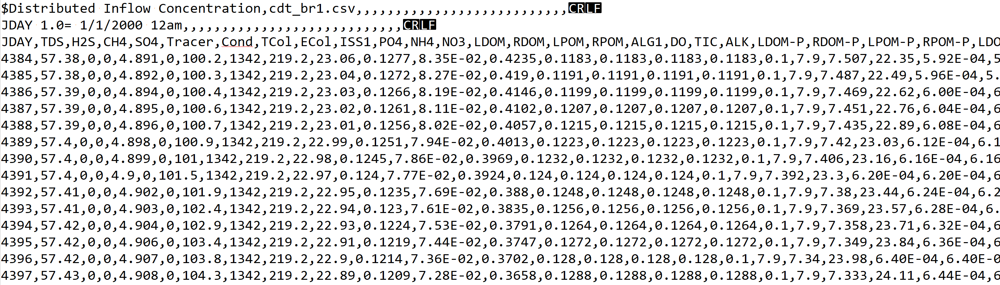 $Distributed Inflow Concentration,cdt_br1.csv,,,,,,,,,,,,,,,,,,,,,,,,,,,CRLF
JDAY 1.0= 1/1/2000 12am,,,,,,,,,,,,,,,,,,,,,,,,,,,,CRLF
JDAY,TDS,H2S,CH4,SO4,Tracer,Cond,TCol,ECol,ISS1,PO4,NH4,NO3,LDOM,RDOM,LPOM,RPOM,ALG1,DO,TIC,ALK,LDOM-P,RDOM-P,LPOM-P,RPOM-P,LDO
4384,57.38,0,0,4.891,0,100.2,1342,219.2,23.06,0.1277,8.35E-02,0.4235,0.1183,0.1183,0.1183,0.1183,0.1,7.9,7.507,22.35,5.92E-04,5
4385,57.38,0,0,4.892,0,100.3,1342,219.2,23.04,0.1272,8.27E-02,0.419,0.1191,0.1191,0.1191,0.1191,0.1,7.9,7.487,22.49,5.96E-04,5.
4386,57.39,0,0,4.894,0,100.4,1342,219.2,23.03,0.1266,8.19E-02,0.4146,0.1199,0.1199,0.1199,0.1199,0.1,7.9,7.469,22.62,6.00E-04,6
4387,57.39,0,0,4.895,0,100.6,1342,219.2,23.02,0.1261,8.11E-02,0.4102,0.1207,0.1207,0.1207,0.1207,0.1,7.9,7.451,22.76,6.04E-04,6
4388,57.39,0,0,4.896,0,100.7,1342,219.2,23.01,0.1256,8.02E-02,0.4057,0.1215,0.1215,0.1215,0.1215,0.1,7.9,7.435,22.89,6.08E-04,6
4389,57.4,0,0,4.898,0,100.9,1342,219.2,22.99,0.1251,7.94E-02,0.4013,0.1223,0.1223,0.1223,0.1223,0.1,7.9,7.42,23.03,6.12E-04,6.1
4390,57.4,0,0,4.899,0,101,1342,219.2,22.98,0.1245,7.86E-02,0.3969,0.1232,0.1232,0.1232,0.1232,0.1,7.9,7.406,23.16,6.16E-04,6.16
4391,57.4,0,0,4.9,0,101.5,1342,219.2,22.97,0.124,7.77E-02,0.3924,0.124,0.124,0.124,0.124,0.1,7.9,7.392,23.3,6.20E-04,6.20E-04,6
4392,57.41,0,0,4.902,0,101.9,1342,219.2,22.95,0.1235,7.69E-02,0.388,0.1248,0.1248,0.1248,0.1248,0.1,7.9,7.38,23.44,6.24E-04,6.2
4393,57.41,0,0,4.903,0,102.4,1342,219.2,22.94,0.123,7.61E-02,0.3835,0.1256,0.1256,0.1256,0.1256,0.1,7.9,7.369,23.57,6.28E-04,6.
4394,57.42,0,0,4.904,0,102.9,1342,219.2,22.93,0.1224,7.53E-02,0.3791,0.1264,0.1264,0.1264,0.1264,0.1,7.9,7.358,23.71,6.32E-04,6
4395,57.42,0,0,4.906,0,103.4,1342,219.2,22.91,0.1219,7.44E-02,0.3747,0.1272,0.1272,0.1272,0.1272,0.1,7.9,7.349,23.84,6.36E-04,6
4396,57.42,0,0,4.907,0,103.8,1342,219.2,22.9,0.1214,7.36E-02,0.3702,0.128,0.128,0.128,0.128,0.1,7.9,7.34,23.98,6.40E-04,6.40E-0
4397,57.43,0,0,4.908,0,104.3,1342,219.2,22.89,0.1209,7.28E-02,0.3658,0.1288,0.1288,0.1288,0.1288,0.1,7.9,7.333,24.11,6.44E-04,6